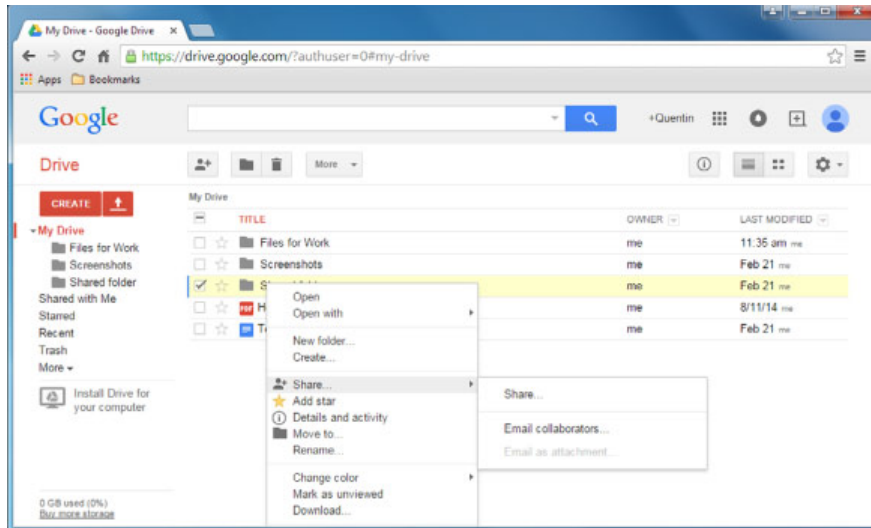 My Drive - Google Drive
https://drive.google.com/?authuser=0#my-drive
Apps Bookmarks
Google
+Quentin
Drive
More
CREATE
My Drive
Files for Work
Screenshots
Shared folder
Shared with Me
Starred
Recent
Trash
More
Install Drive for
your computer
0 GB used (0%)
Buy more storage
My Drive
TITLE OWNER LAST MODIFIED
Files for Work me 11:35 am me
Screenshots me Feb 21 me
me Feb 21 me
PDF H me 8/11/14 me
Te me Feb 21 me
Open
Open with
New folder...
Create...
Share...
Add star
Details and activity
Move to...
Rename...
Change color
Mark as unviewed
Download...
Share...
Email collaborators...
Email as attachment...